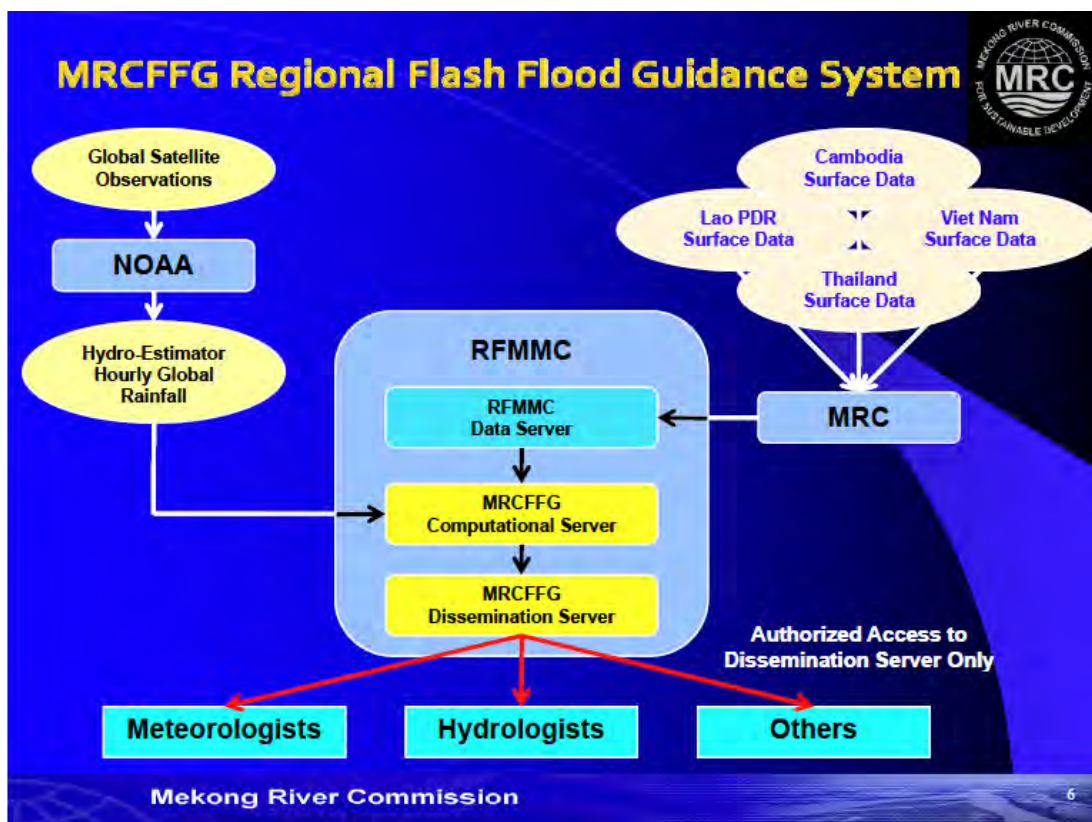 MRCFFG Regional Flash Flood Guidance System
MEKONG RIVER COMMISSION
MRC
FOR SUSTAINABLE DEVELOPMENT
Global Satellite
Observations
NOAA
Hydro-Estimator
Hourly Global
Rainfall
Cambodia
Surface Data
Lao PDR
Surface Data
Viet Nam
Surface Data
Thailand
Surface Data
MRC
RFMMC
RFMMC
Data Server
MRCFFG
Computational Server
MRCFFG
Dissemination Server
Authorized Access to
Dissemination Server Only
Meteorologists
Hydrologists
Others
Mekong River Commission
6